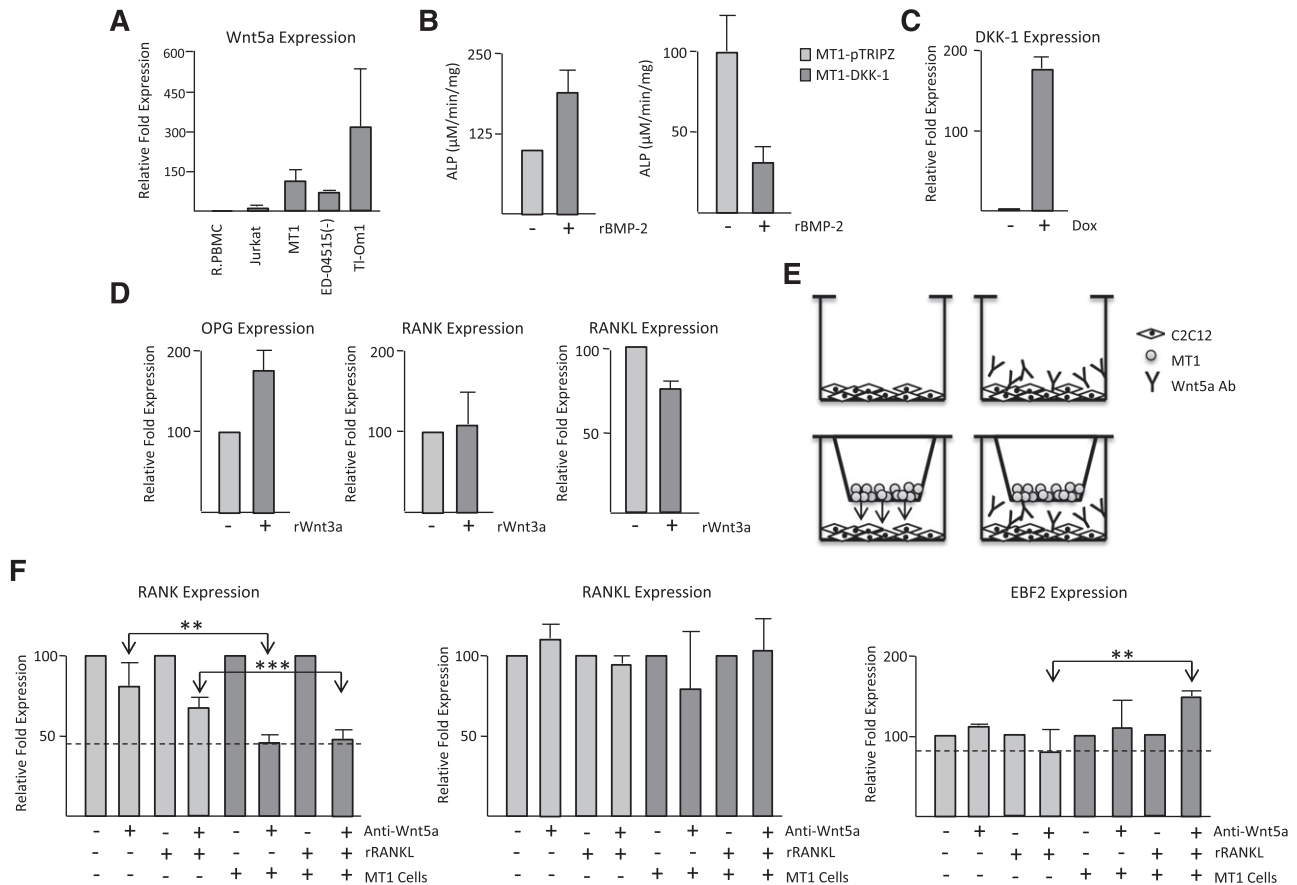 A
Wnt5a Expression
Relative Fold Expression
600
450
300
150
R.PBMC
Jurkat
MT1
ED-04515(-)
Tl-Om1
B
ALP (μM/min/mg)
250
125
- + rBMP-2
ALP (μM/min/mg)
100
50
- + rBMP-2
MT1-pTRIPZ
MT1-DKK-1
C
DKK-1 Expression
Relative Fold Expression
200
100
- + Dox
D
OPG Expression
Relative Fold Expression
200
100
- + rWnt3a
RANK Expression
Relative Fold Expression
200
100
- + rWnt3a
RANKL Expression
Relative Fold Expression
100
50
- + rWnt3a
E
C2C12
MT1
Wnt5a Ab
F
RANK Expression
Relative Fold Expression
**
***
100
50
- + - + - + - + Anti-Wnt5a
- - + + - - + + rRANKL
- - - - + + + + MT1 Cells
RANKL Expression
Relative Fold Expression
100
50
- + - + - + - + Anti-Wnt5a
- - + + - - + + rRANKL
- - - - + + + + MT1 Cells
EBF2 Expression
Relative Fold Expression
**
200
100
- + - + - + - + Anti-Wnt5a
- - + + - - + + rRANKL
- - - - + + + + MT1 Cells